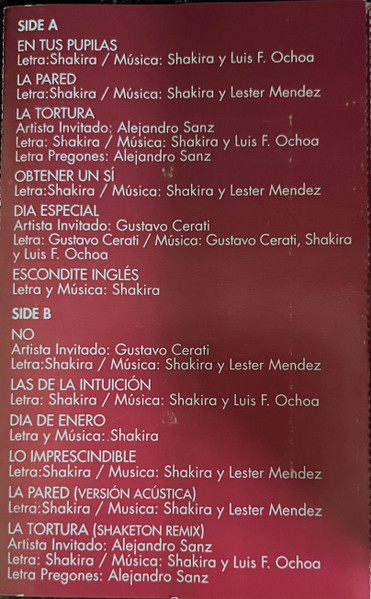 SIDE A
EN TUS PUPILAS
Letra:Shakira / Música: Shakira y Luis F. Ochoa
LA PARED
Letra:Shakira / Música: Shakira y Lester Mendez
LA TORTURA
Artista Invitado: Alejandro Sanz
Letra: Shakira / Música: Shakira y Luis F. Ochoa
Letra Pregones: Alejandro Sanz
OBTENER UN SÍ
Letra:Shakira / Música: Shakira y Lester Mendez
DIA ESPECIAL
Artista Invitado: Gustavo Cerati
Letra: Gustavo Cerati / Música: Gustavo Cerati, Shakira
y Luis F. Ochoa
ESCONDITE INGLÉS
Letra y Música: Shakira
SIDE B
NO
Artista Invitado: Gustavo Cerati
Letra:Shakira / Música: Shakira y Lester Mendez
LAS DE LA INTUICIÓN
Letra: Shakira / Música: Shakira y Luis F. Ochoa
DIA DE ENERO
Letra y Música: Shakira
LO IMPRESCINDIBLE
Letra:Shakira / Música: Shakira y Lester Mendez
LA PARED (VERSIÓN ACÚSTICA)
Letra:Shakira / Música: Shakira y Lester Mendez
LA TORTURA (SHAKETON REMIX)
Artista Invitado: Alejandro Sanz
Letra: Shakira / Música: Shakira y Luis F. Ochoa
Letra Pregones: Alejandro Sanz